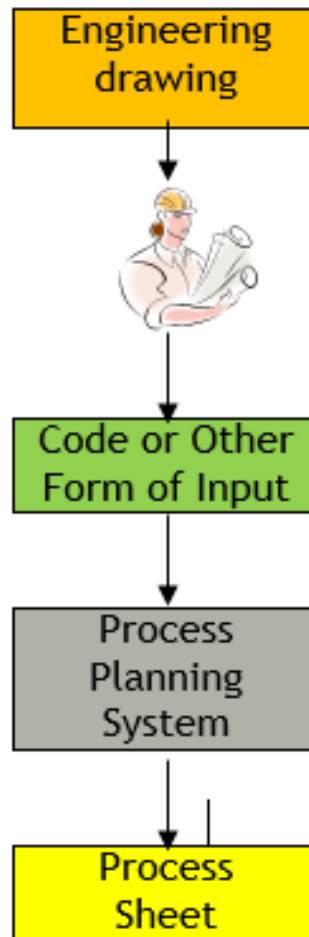 Engineering
drawing
Code or Other
Form of Input
Process
Planning
System
Process
Sheet